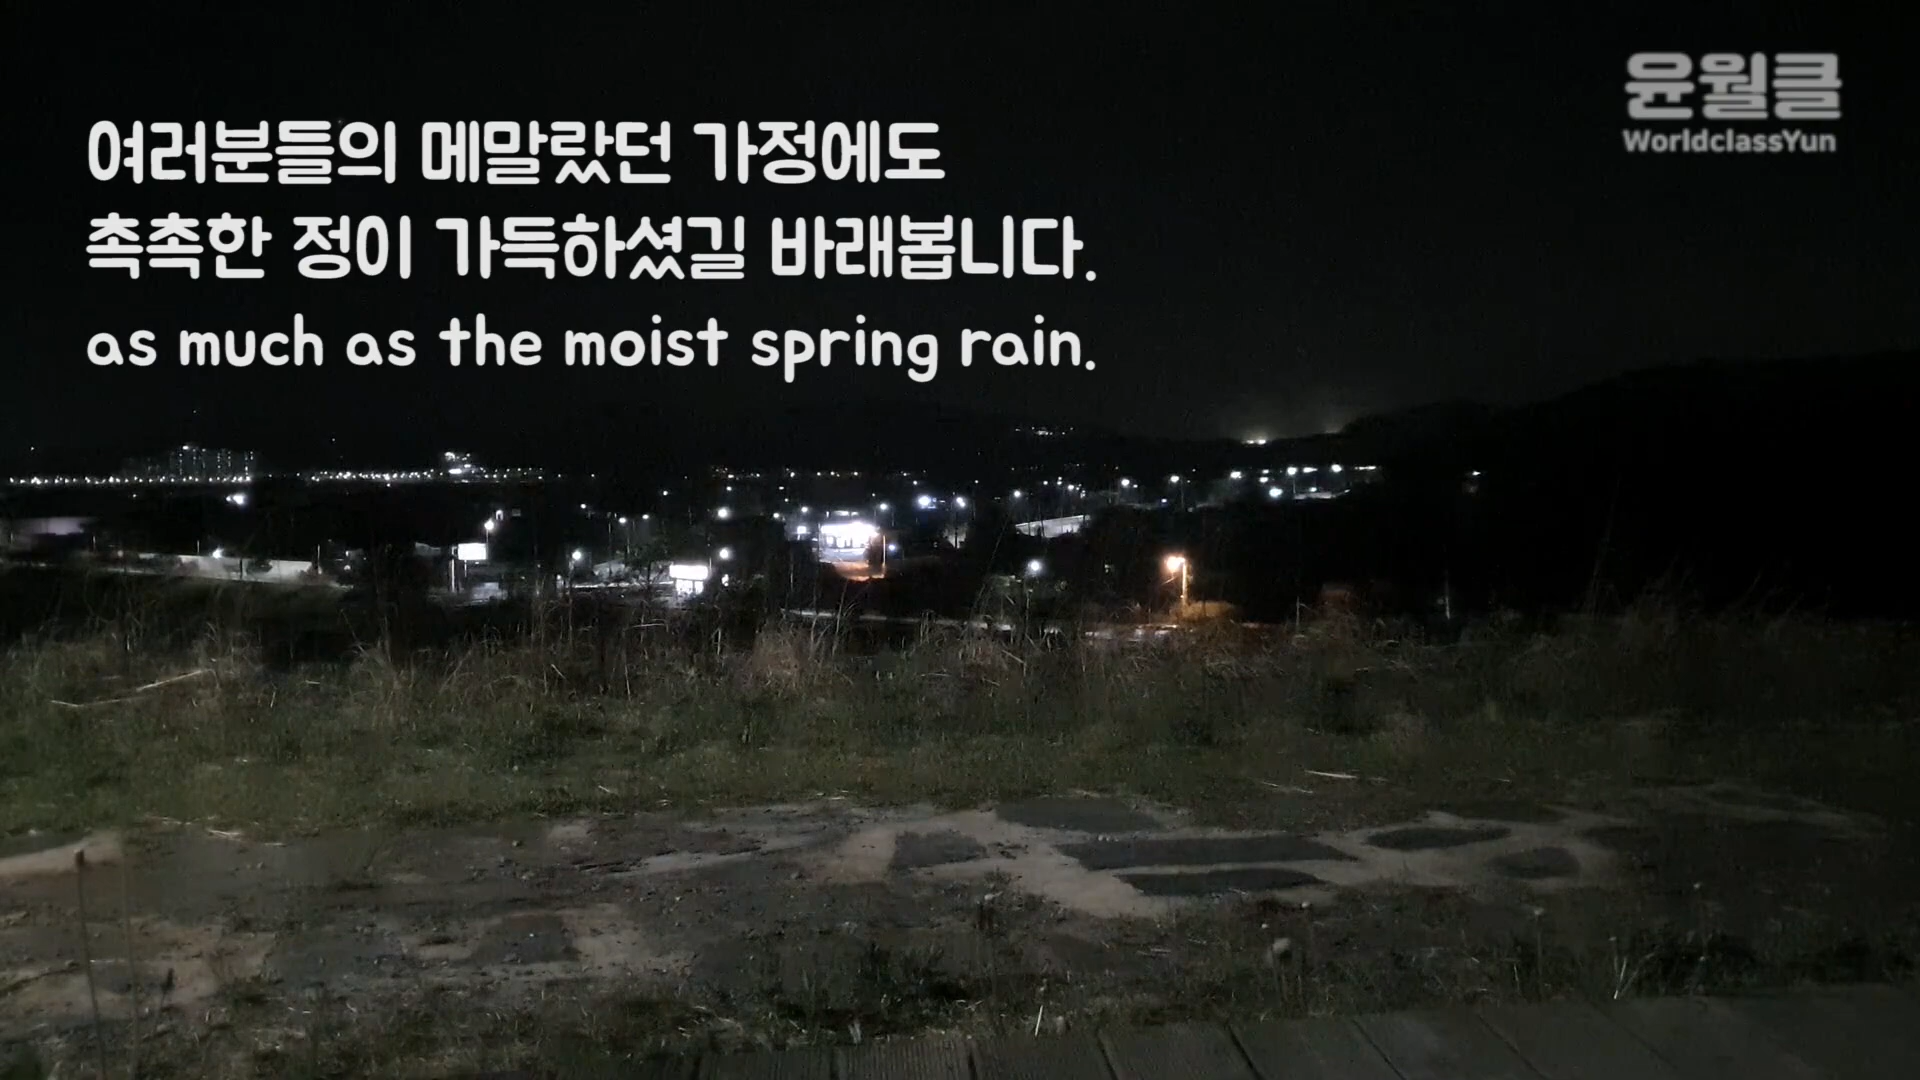 여러분들의 메말랐던 가정에도
촉촉한 정이 가득하셨길 바래봅니다.
as much as the moist spring rain.
윤월클
WorldclassYun